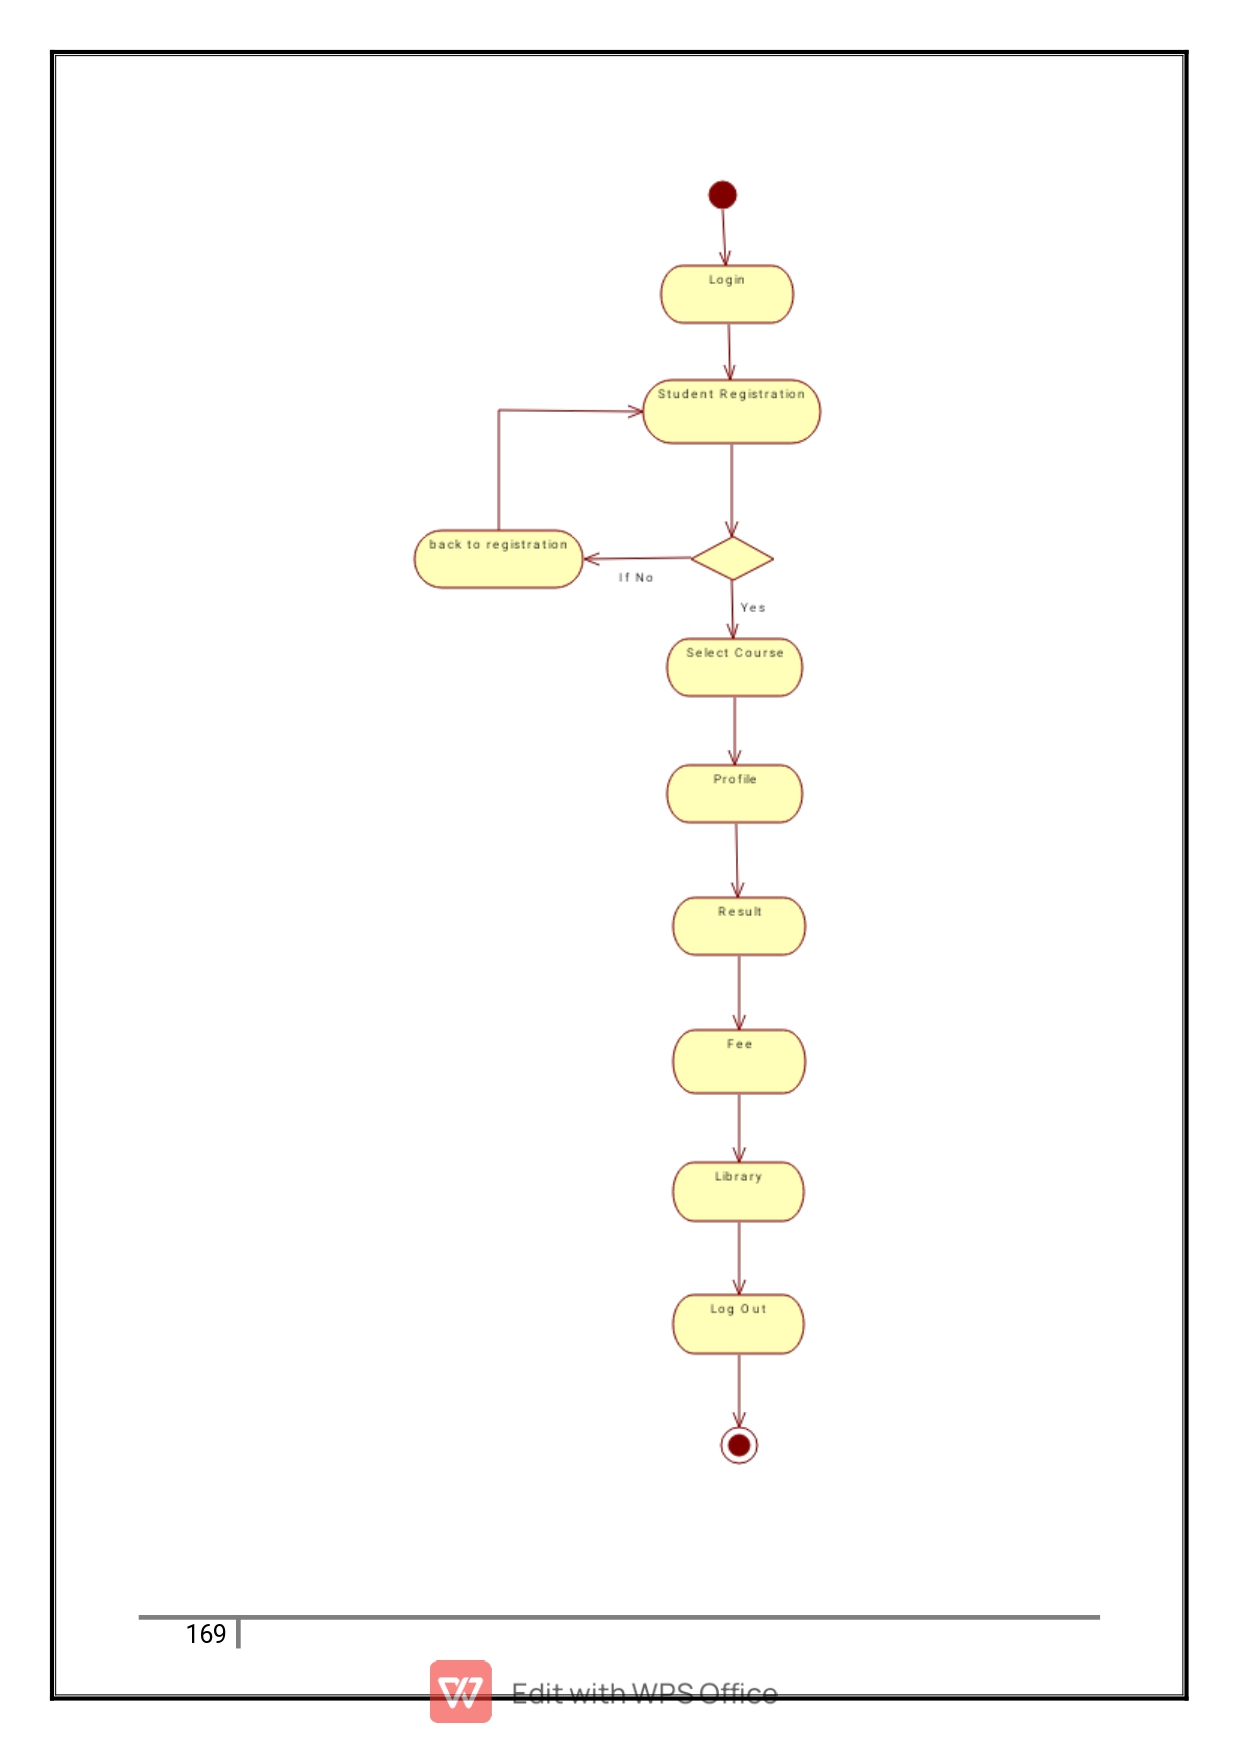 Login
Student Registration
back to registration
If No
Yes
Select Course
Profile
Result
Fee
Library
Log Out
169
Edit with WPS Office